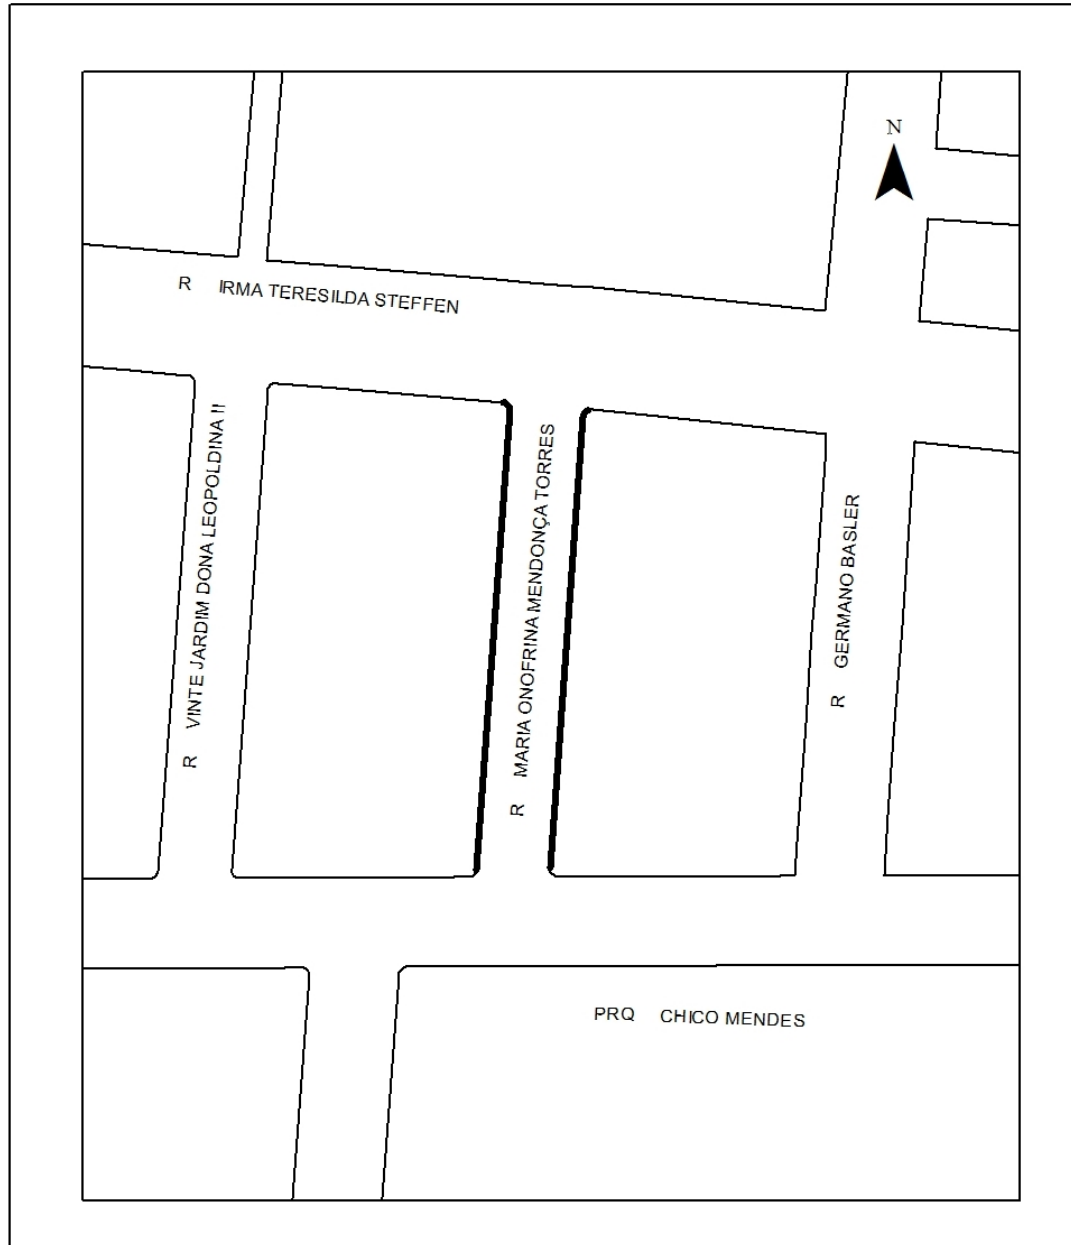 N
R IRMA TERESILDA STEFFEN
R VINTE JARDIM DONA LEOPOLDINA II
R MARIA ONOFRINA MENDONÇA TORRES
R GERMANO BASLER
PRQ CHICO MENDES